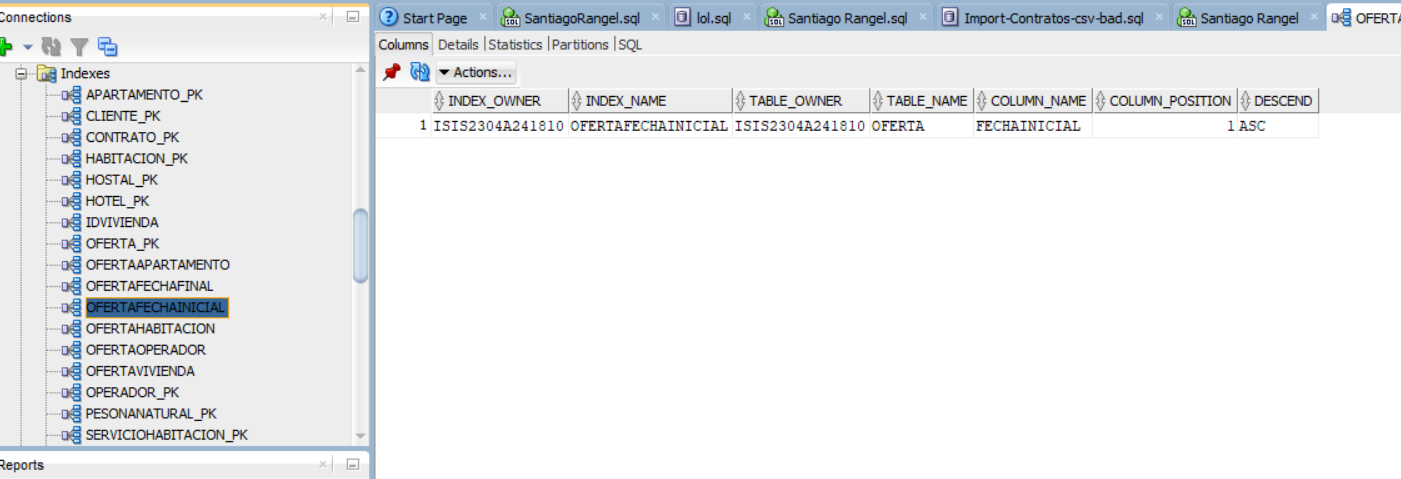 Connections
Start Page
SantiagoRangel.sql
lol.sql
Santiago Rangel.sql
Import-Contratos-csv-bad.sql
Santiago Rangel
OFERTA
Columns Details |Statistics |Partitions |SQL
Actions...
INDEX_OWNER INDEX_NAME TABLE_OWNER TABLE_NAME COLUMN_NAME COLUMN_POSITION DESCEND
1 ISIS2304A241810 OFERTAFECHAINICIAL ISIS2304A241810 OFERTA FECHAINICIAL 1 ASC
Indexes
APARTAMENTO_PK
CLIENTE_PK
CONTRATO_PK
HABITACION_PK
HOSTAL_PK
HOTEL_PK
IDVIVIENDA
OFERTA_PK
OFERTAAPARTAMENTO
OFERTAFECHAFINAL
OFERTAFECHAINICIAL
OFERTAHABITACION
OFERTAOPERADOR
OFERTAVIVIENDA
OPERADOR_PK
PESONANATURAL_PK
SERVICIOHABITACION_PK
Reports